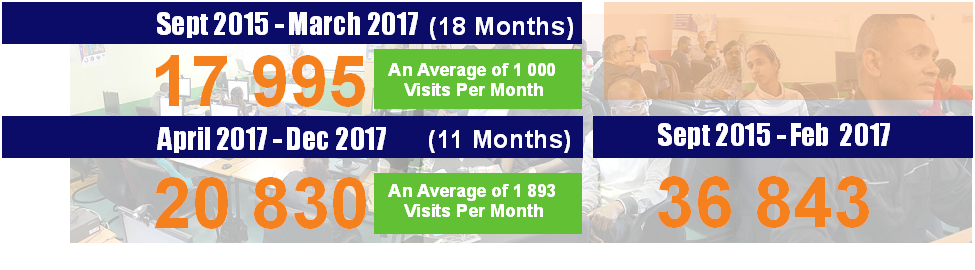 Sept 2015 - March 2017 (18 Months)
17 995
An Average of 1 000
Visits Per Month
April 2017 - Dec 2017 (11 Months)
20 830
An Average of 1 893
Visits Per Month
Sept 2015 - Feb 2017
36 843